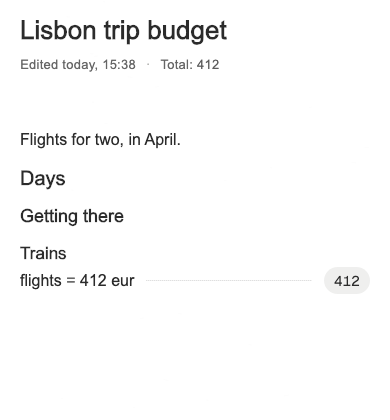 Lisbon trip budget
Edited today, 15:38 · Total: 412
Flights for two, in April.
Days
Getting there
Trains
flights = 412 eur 412